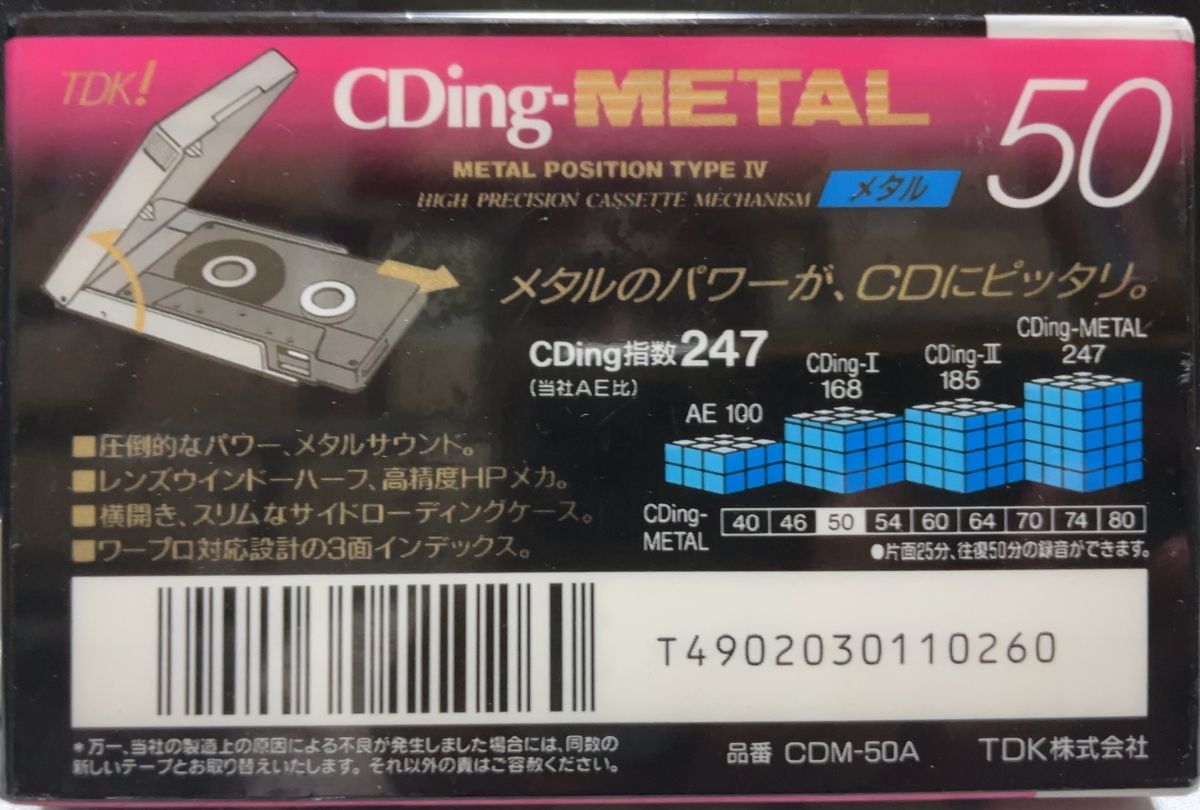 TDK!
CDing-METAL 50
METAL POSITION TYPE IV
HIGH PRECISION CASSETTE MECHANISM メタル
メタルのパワーが、CDにピッタリ。
CDing指数247
(当社AE比)
AE 100
CDing-I
168
CDing-II
185
CDing-METAL
247
■圧倒的なパワー、メタルサウンド。
■レンズウインドーハーフ、高精度HPメカ。
■横開き、スリムなサイドローディングケース。
■ワープロ対応設計の3面インデックス。
CDing-
METAL
40 46 50 54 60 64 70 74 80
●片面25分、往復50分の録音ができます。
T4902030110260
*万一、当社の製造上の原因による不良が発生しました場合には、同数の
新しいテープとお取り替えいたします。それ以外の責はご容赦ください。
品番 CDM-50A TDK株式会社